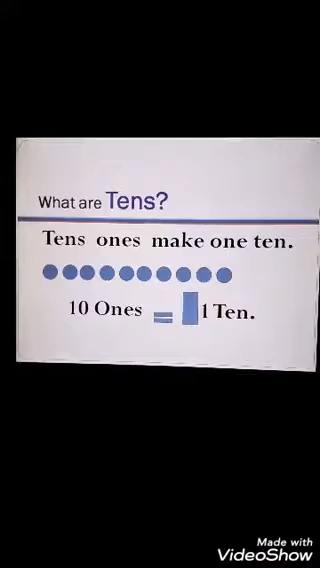 What are Tens?
Tens ones make one ten.
10 Ones = 1 Ten.
Made with
VideoShow